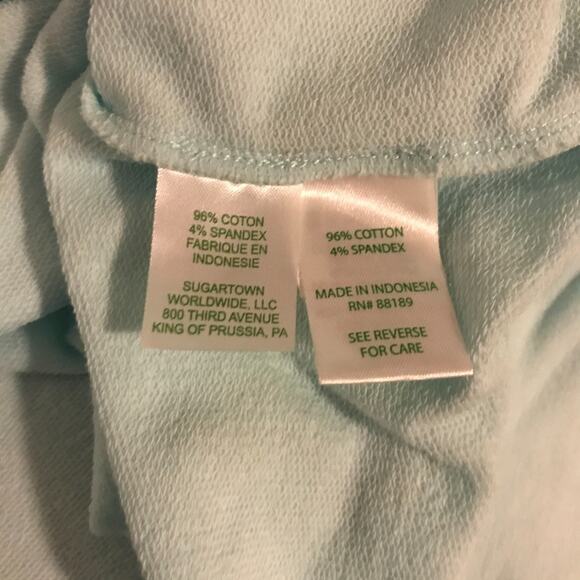 96% COTON
4% SPANDEX
FABRIQUE EN
INDONESIE
SUGARTOWN
WORLDWIDE, LLC
800 THIRD AVENUE
KING OF PRUSSIA, PA
96% COTTON
4% SPANDEX
MADE IN INDONESIA
RN# 88189
SEE REVERSE
FOR CARE